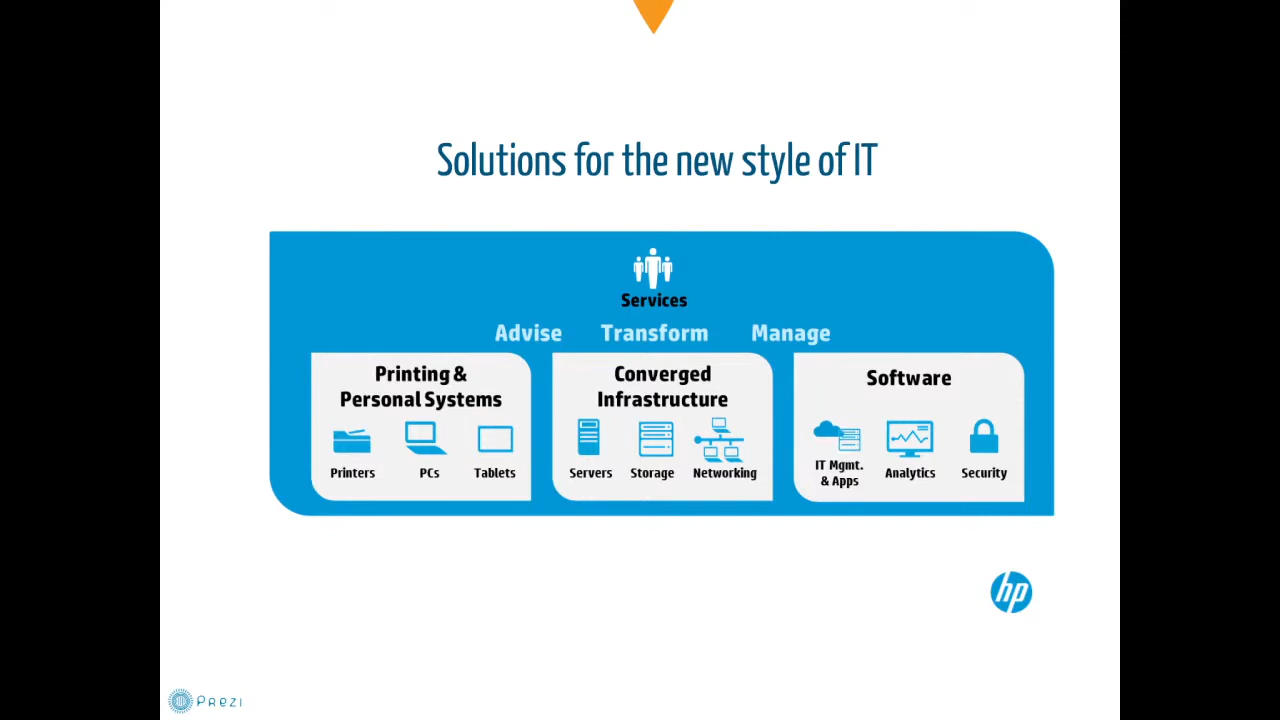 Solutions for the new style of IT
Services
Advise Transform Manage
Printing &
Personal Systems
Printers PCs Tablets
Converged
Infrastructure
Servers Storage Networking
Software
IT Mgmt.
& Apps
Analytics Security
hp
PREZI